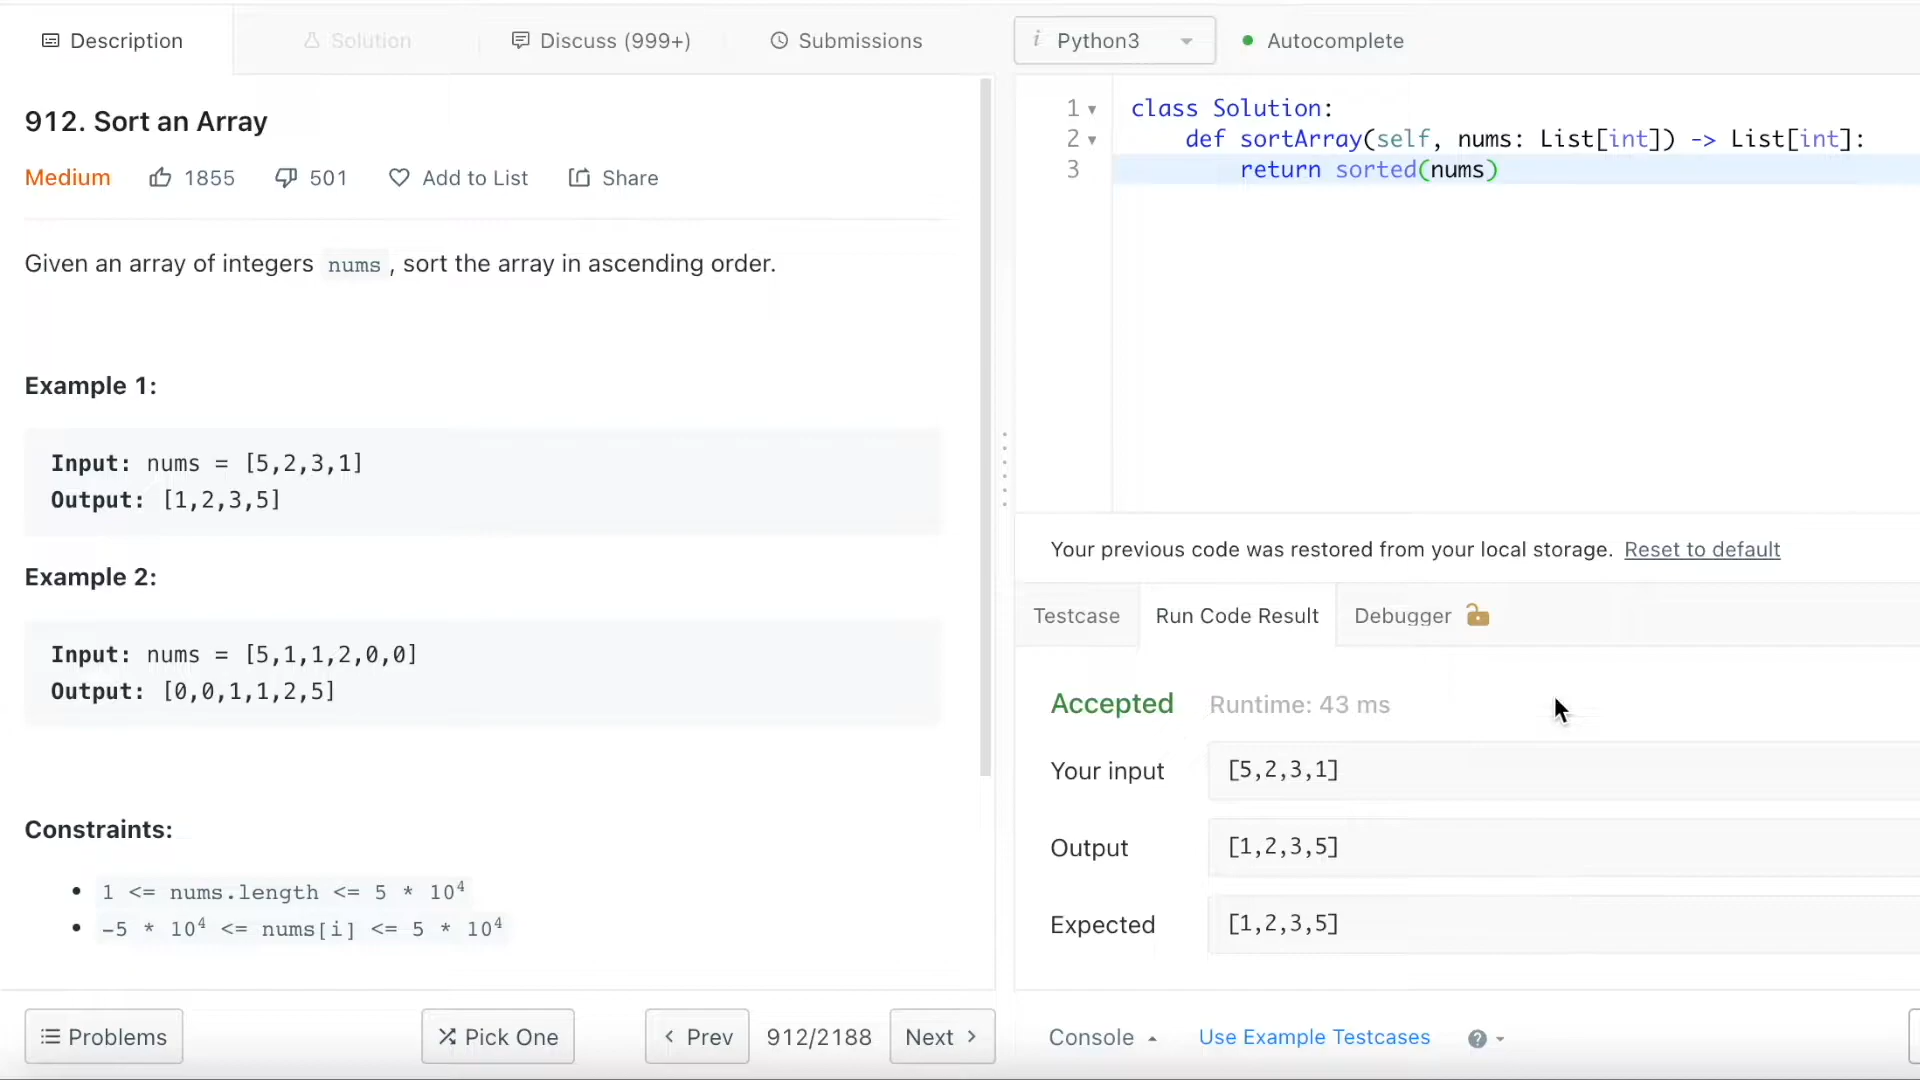 Description
Solution
Discuss (999+)
Submissions
i Python3
Autocomplete
912. Sort an Array
Medium 1855 501 Add to List Share
Given an array of integers nums , sort the array in ascending order.
Example 1:
Input: nums = [5,2,3,1]
Output: [1,2,3,5]
Example 2:
Input: nums = [5,1,1,2,0,0]
Output: [0,0,1,1,2,5]
Constraints:
• 1 <= nums.length <= 5 * 10⁴
• -5 * 10⁴ <= nums[i] <= 5 * 10⁴
Problems
Pick One
< Prev
912/2188
Next >
1 class Solution:
2 def sortArray(self, nums: List[int]) -> List[int]:
3 return sorted(nums)
Your previous code was restored from your local storage. Reset to default
Testcase
Run Code Result
Debugger
Accepted Runtime: 43 ms
Your input [5,2,3,1]
Output [1,2,3,5]
Expected [1,2,3,5]
Console
Use Example Testcases
?